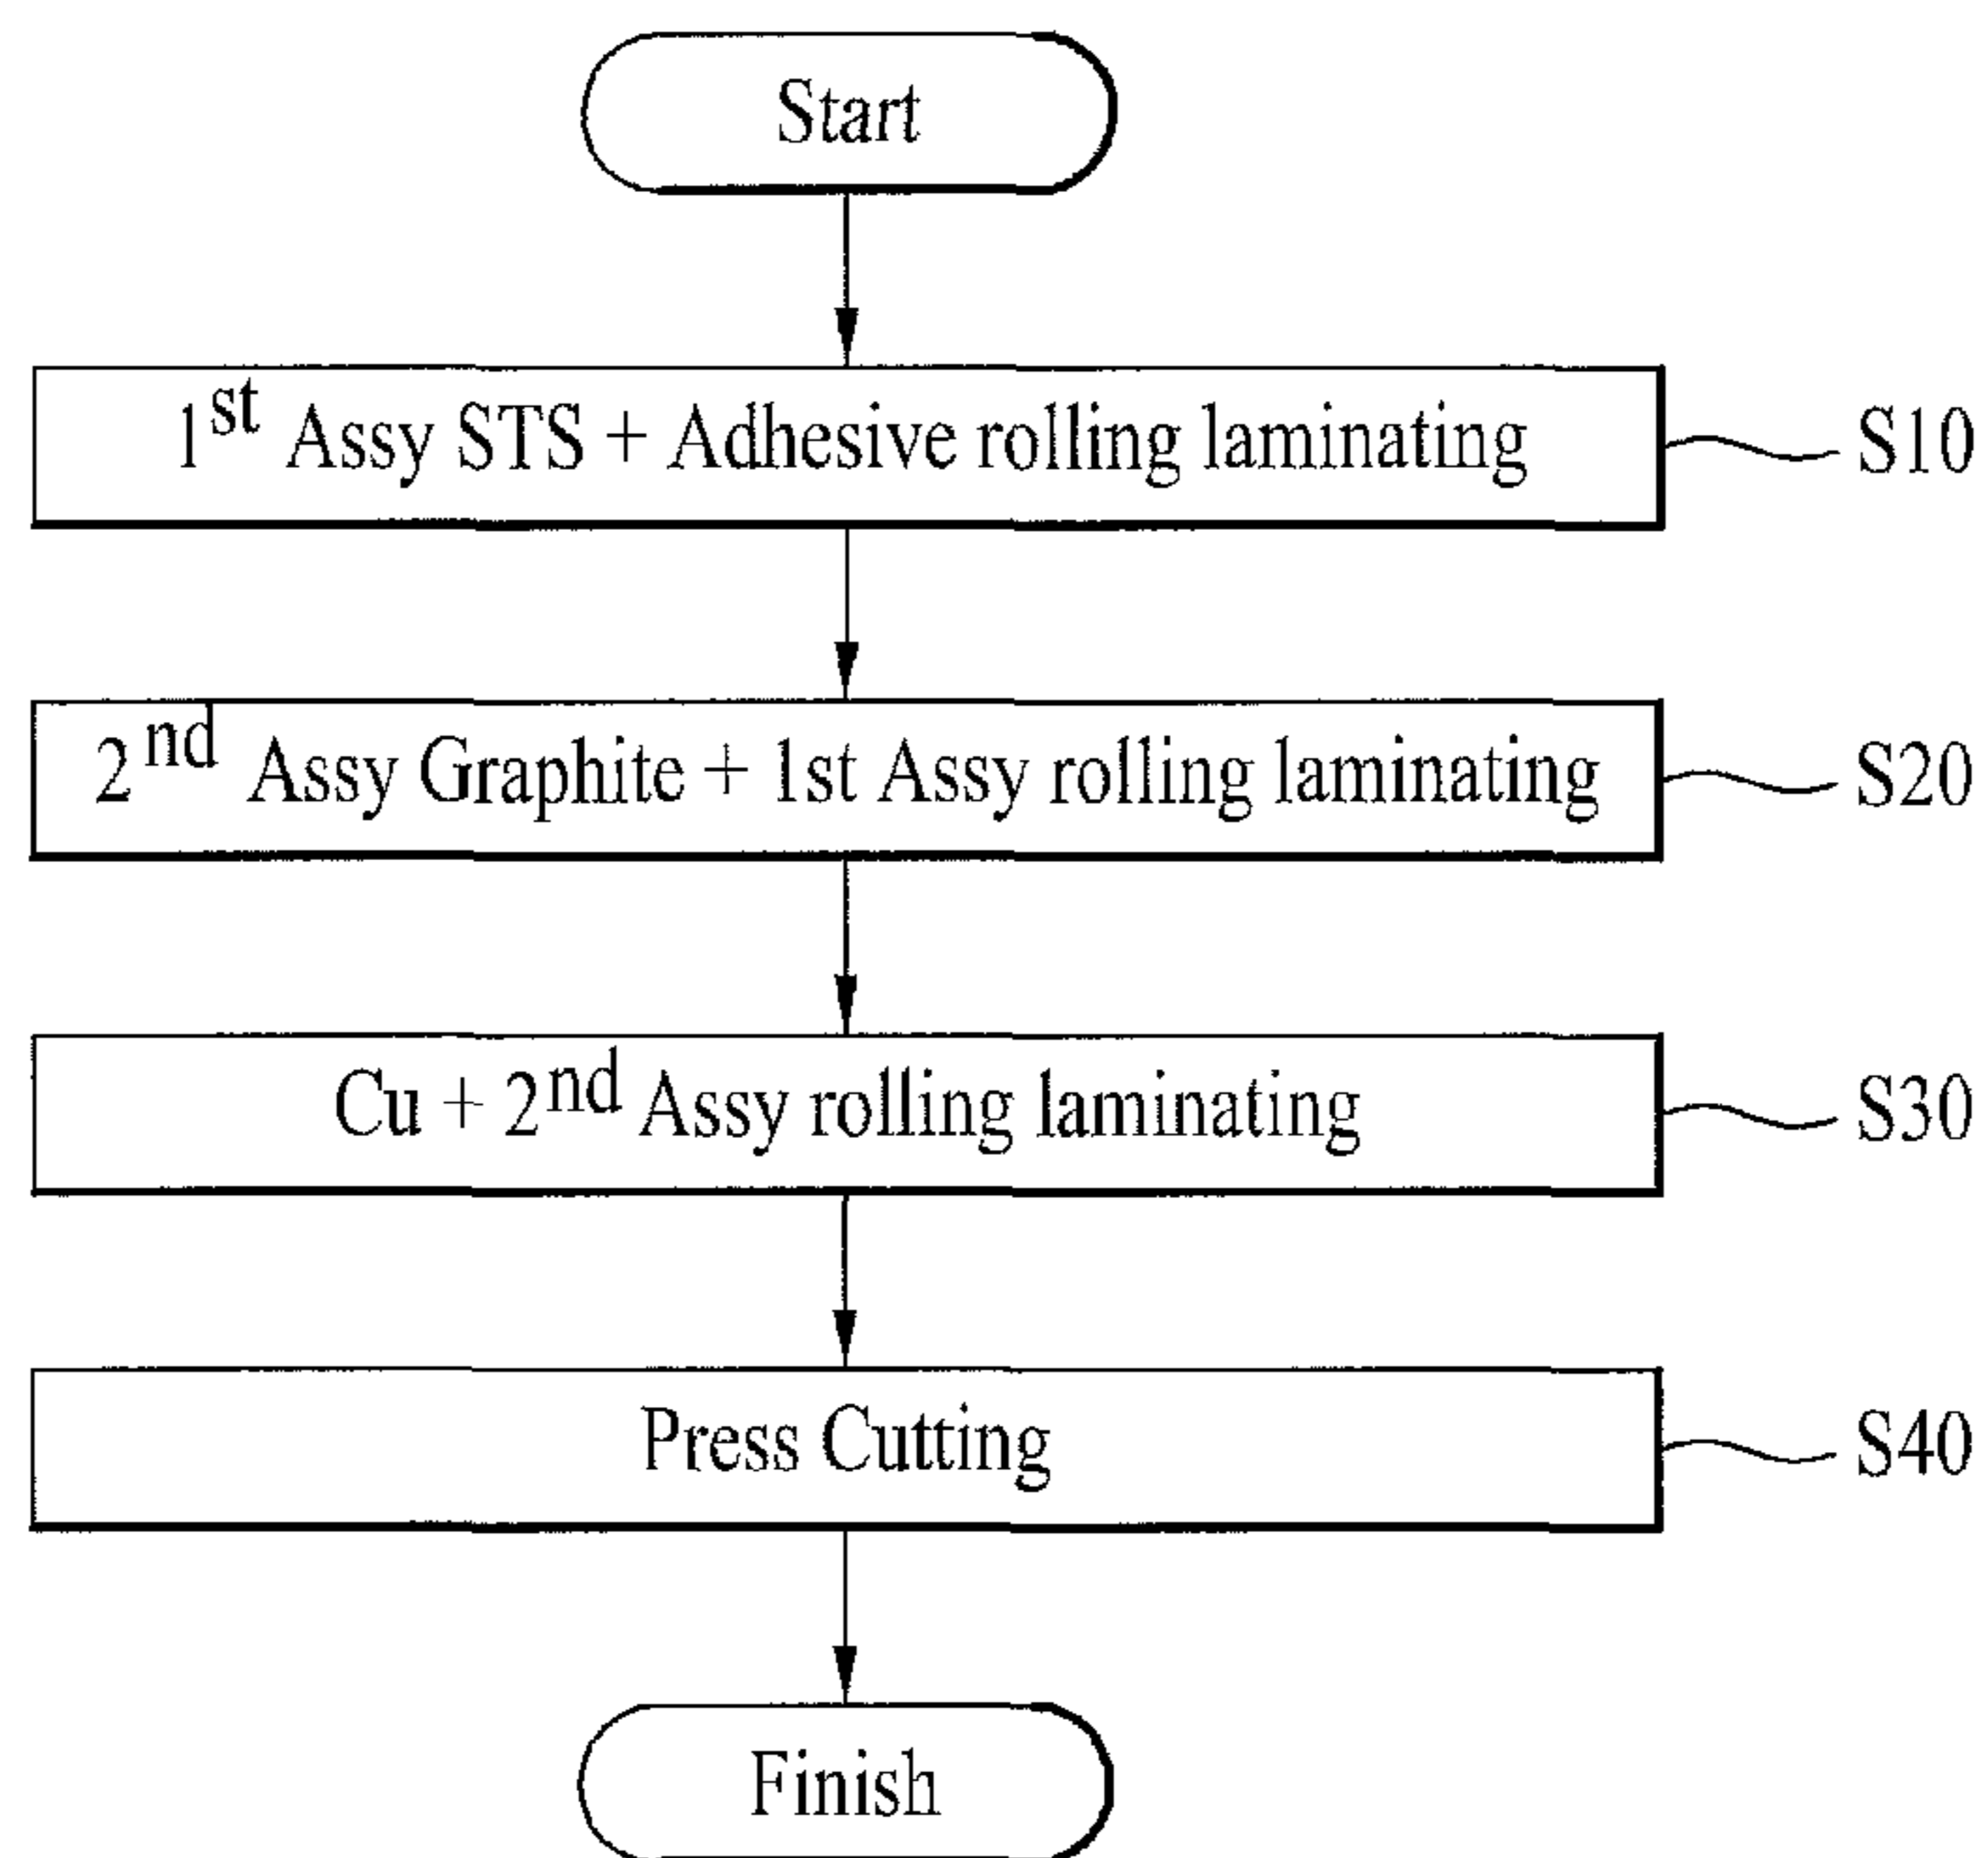 Start
1st Assy STS + Adhesive rolling laminating S10
2nd Assy Graphite + 1st Assy rolling laminating S20
Cu + 2nd Assy rolling laminating S30
Press Cutting S40
Finish